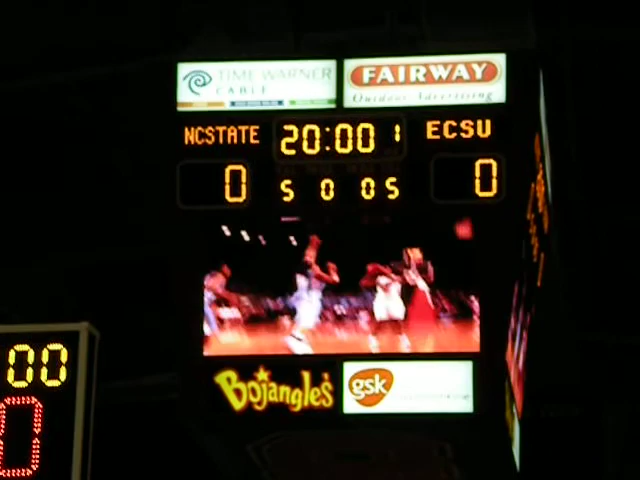 TIME WARNER
CABLE
FAIRWAY
Outdoor Advertising
NCSTATE 20:00 1 ECSU
0 5 0 05 0
Bojangles'
gsk
00
0